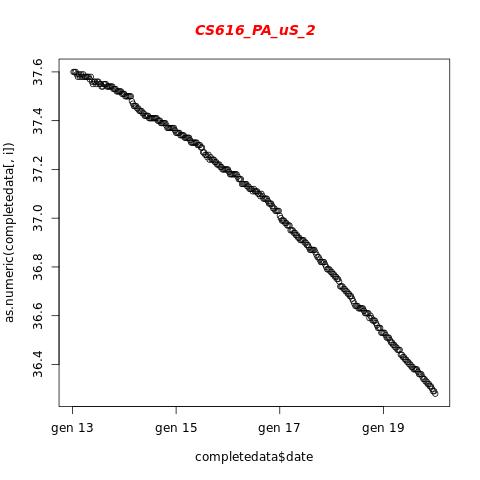 CS616_PA_uS_2
as.numeric(completedata[, i])
37.6
37.4
37.2
37.0
36.8
36.6
36.4
gen 13
gen 15
gen 17
gen 19
completedata$date